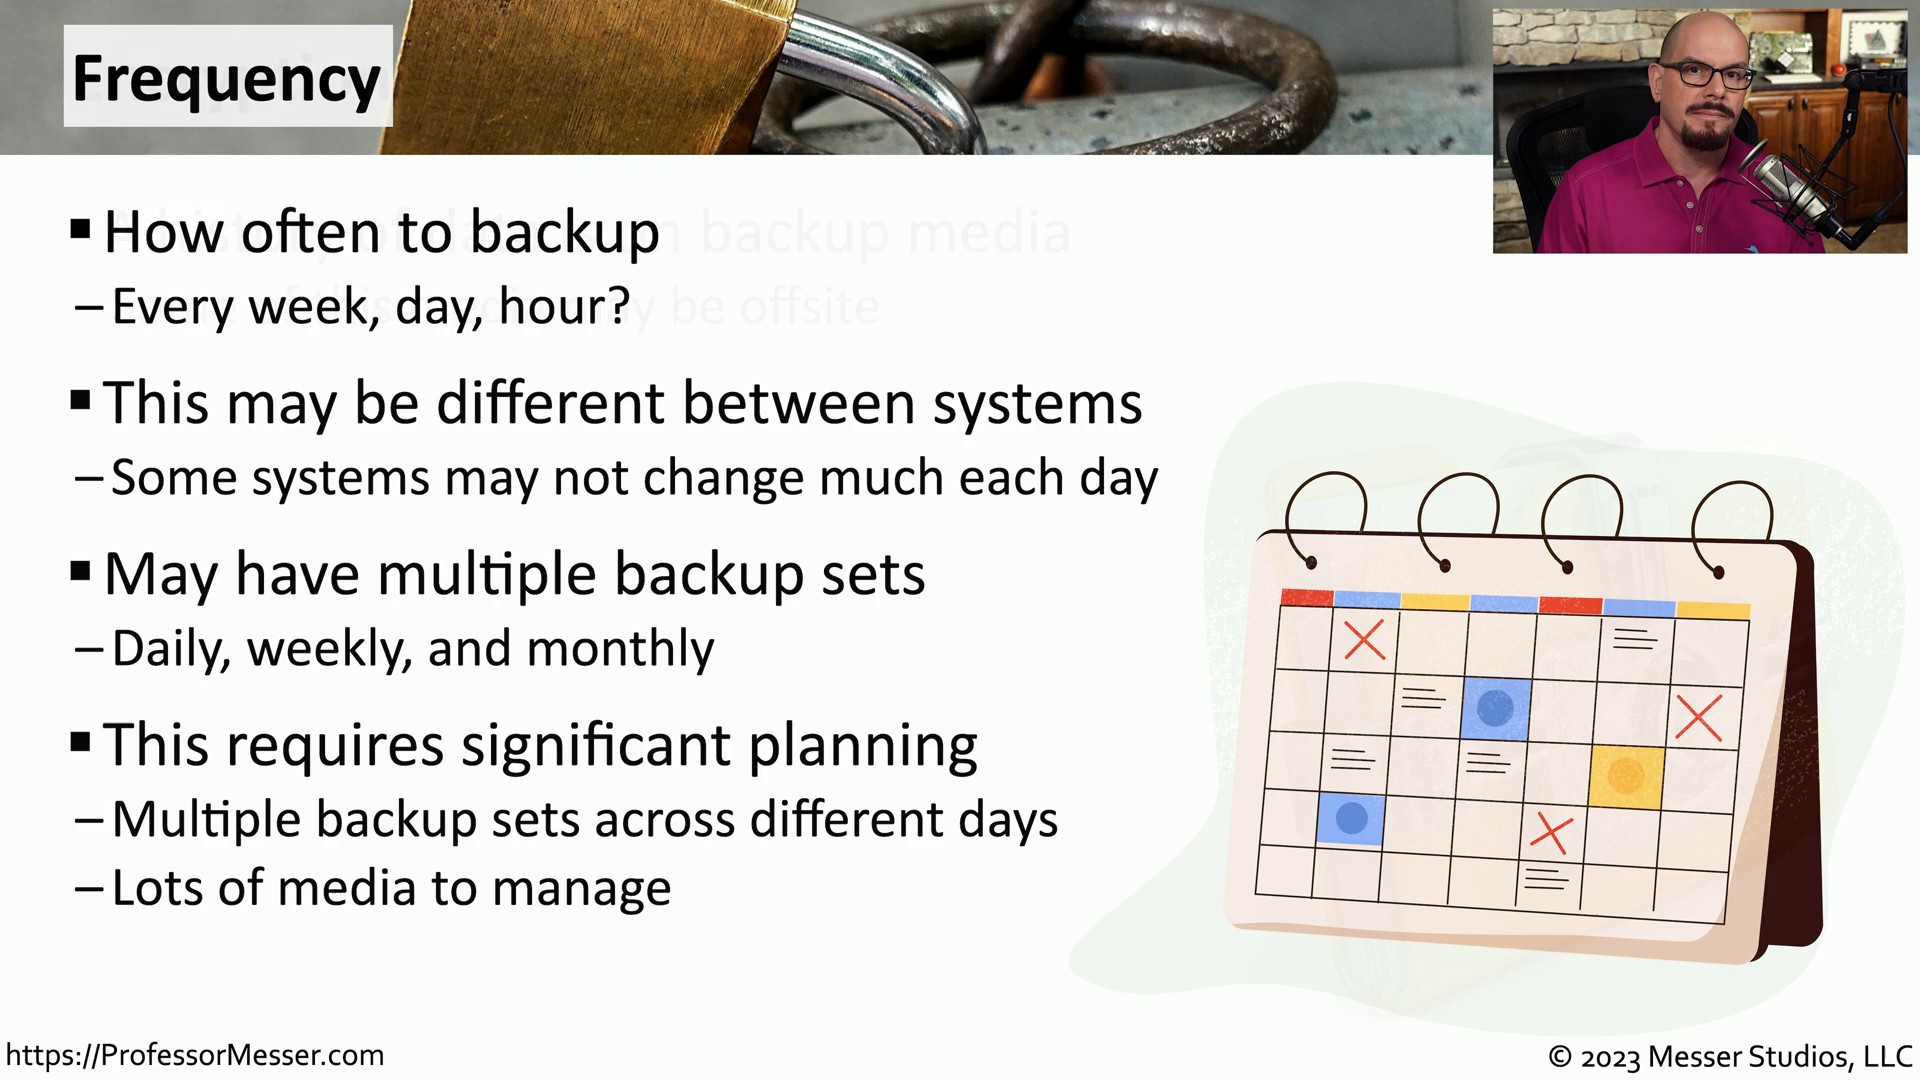 Frequency
How often to backup
– Every week, day, hour?
This may be different between systems
– Some systems may not change much each day
May have multiple backup sets
– Daily, weekly, and monthly
This requires significant planning
– Multiple backup sets across different days
– Lots of media to manage
https://ProfessorMesser.com
© 2023 Messer Studios, LLC